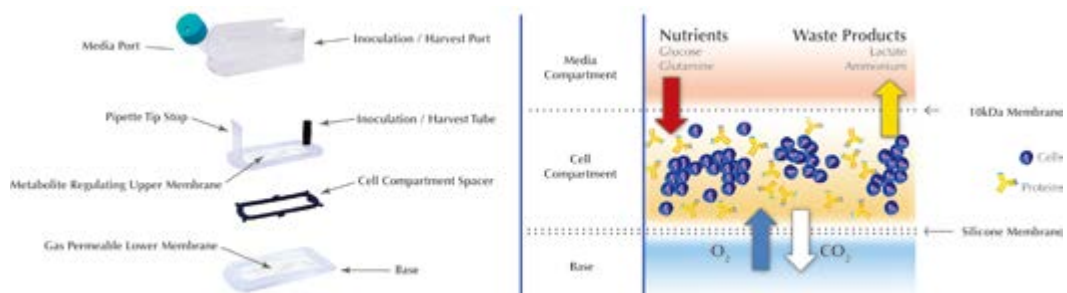 Media Port
Inoculation / Harvest Port
Pipette Tip Stop
Inoculation / Harvest Tube
Metabolite Regulating Upper Membrane
Cell Compartment Spacer
Gas Permeable Lower Membrane
Base
Media
Compartment
Cell
Compartment
Base
Nutrients
Glucose
Glutamine
Waste Products
Lactate
Ammonium
O2
CO2
10kDa Membrane
Cells
Proteins
Silicone Membrane